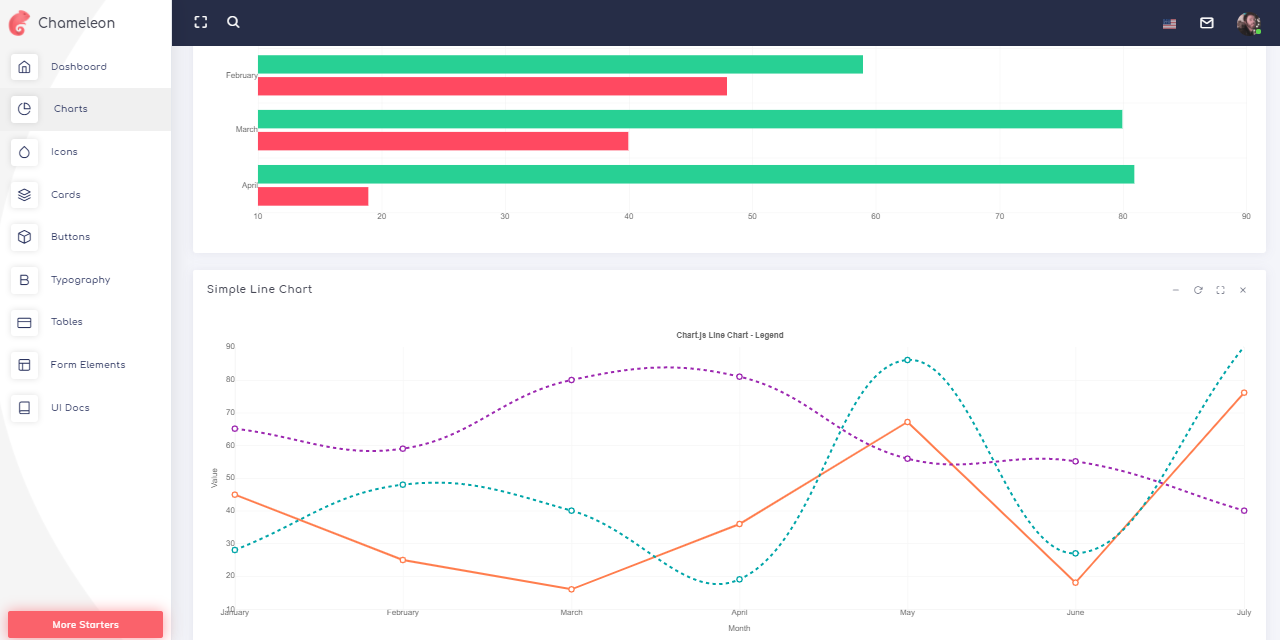 Chameleon
Dashboard
Charts
Icons
Cards
Buttons
Typography
Tables
Form Elements
UI Docs
More Starters
February
March
April
10 20 30 40 50 60 70 80 90
Simple Line Chart
Chart.js Line Chart - Legend
90
80
70
60
50
40
30
20
10
Value
January February March April May June July
Month